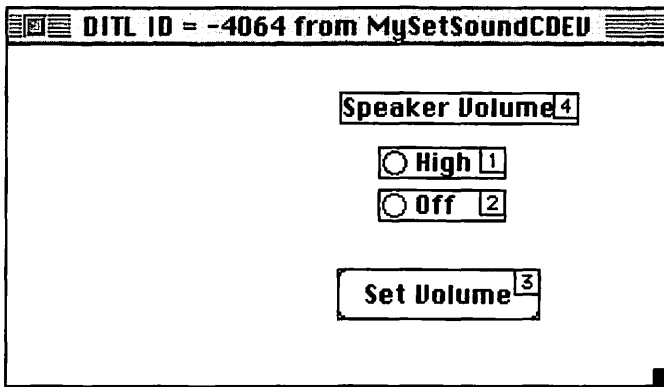 DITL ID = -4064 from MySetSoundCDEV
Speaker Volume 4
High 1
Off 2
Set Volume 3